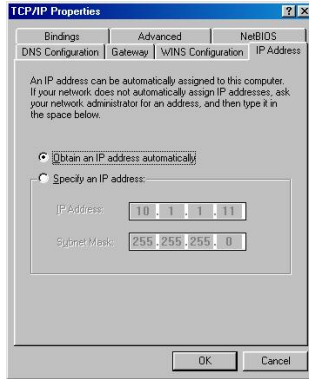 TCP/IP Properties
Bindings Advanced NetBIOS
DNS Configuration Gateway WINS Configuration IP Address
An IP address can be automatically assigned to this computer.
If your network does not automatically assign IP addresses, ask
your network administrator for an address, and then type it in
the space below.
Obtain an IP address automatically
Specify an IP address:
IP Address: 10 . 1 . 1 . 11
Subnet Mask: 255 . 255 . 255 . 0
OK Cancel